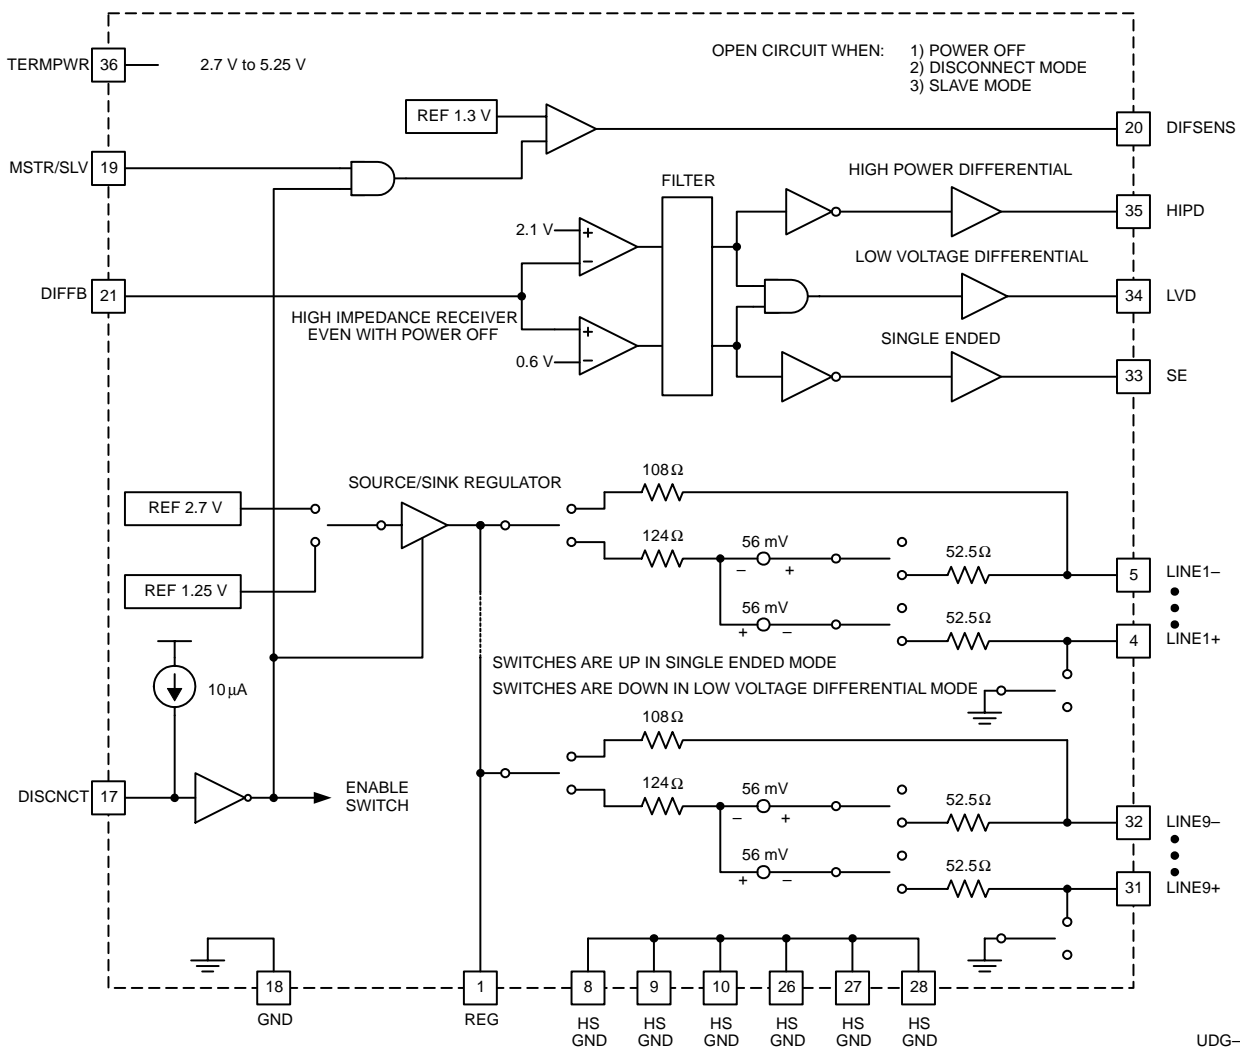 TERMPWR 36 2.7 V to 5.25 V
OPEN CIRCUIT WHEN: 1) POWER OFF
2) DISCONNECT MODE
3) SLAVE MODE
REF 1.3 V
20 DIFSENS
MSTR/SLV 19
FILTER
HIGH POWER DIFFERENTIAL
35 HIPD
2.1 V + −
LOW VOLTAGE DIFFERENTIAL
DIFFB 21
34 LVD
HIGH IMPEDANCE RECEIVER
EVEN WITH POWER OFF
+
0.6 V −
SINGLE ENDED
33 SE
REF 2.7 V
SOURCE/SINK REGULATOR
108Ω
124Ω
56 mV
− +
52.5Ω
REF 1.25 V
5 LINE1−
56 mV
+ −
52.5Ω
4 LINE1+
SWITCHES ARE UP IN SINGLE ENDED MODE
SWITCHES ARE DOWN IN LOW VOLTAGE DIFFERENTIAL MODE
10 µA
108Ω
DISCNCT 17
ENABLE
SWITCH
124Ω
56 mV
− +
52.5Ω
32 LINE9−
56 mV
+ −
52.5Ω
31 LINE9+
18 1 8 9 10 26 27 28
GND REG HS HS HS HS HS HS
GND GND GND GND GND GND
UDG−